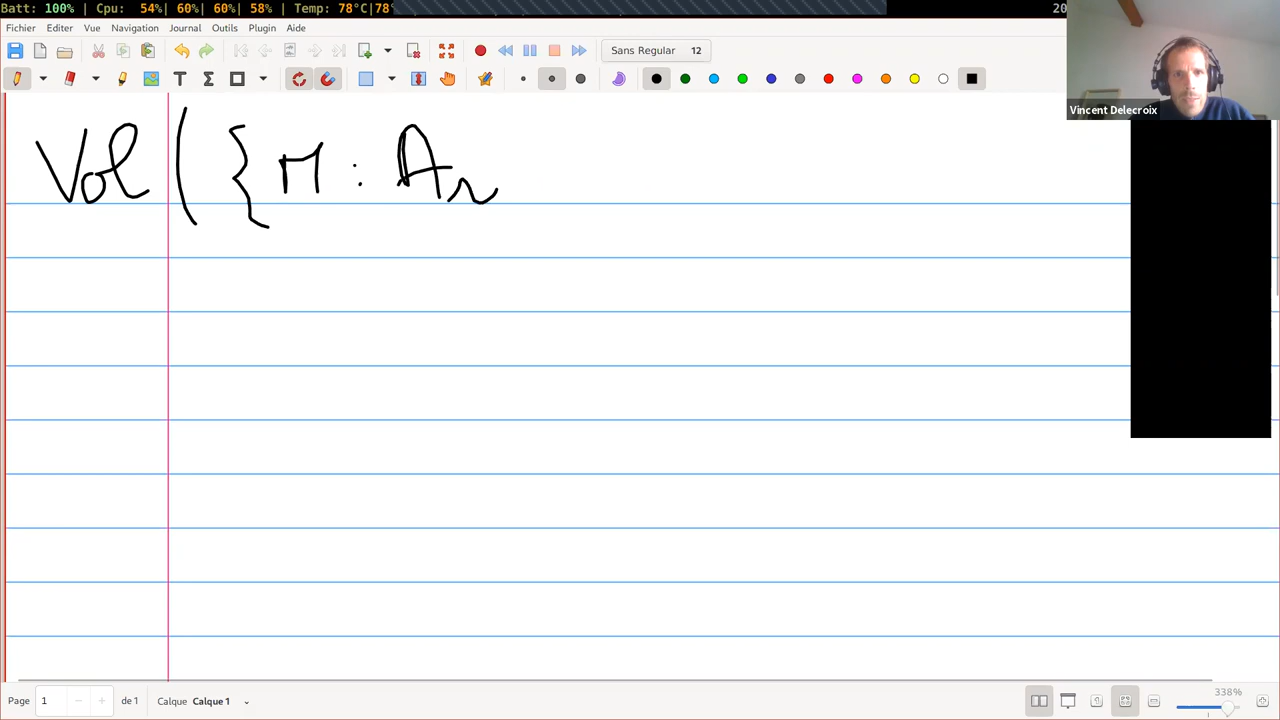 Batt: 100% | Cpu: 54%| 60%| 60%| 58% | Temp: 78°C|78° 20
Fichier Editer Vue Navigation Journal Outils Plugin Aide
Sans Regular 12
Vincent Delecroix
Vol ( { M : A
Page 1 de 1 Calque Calque 1 338%